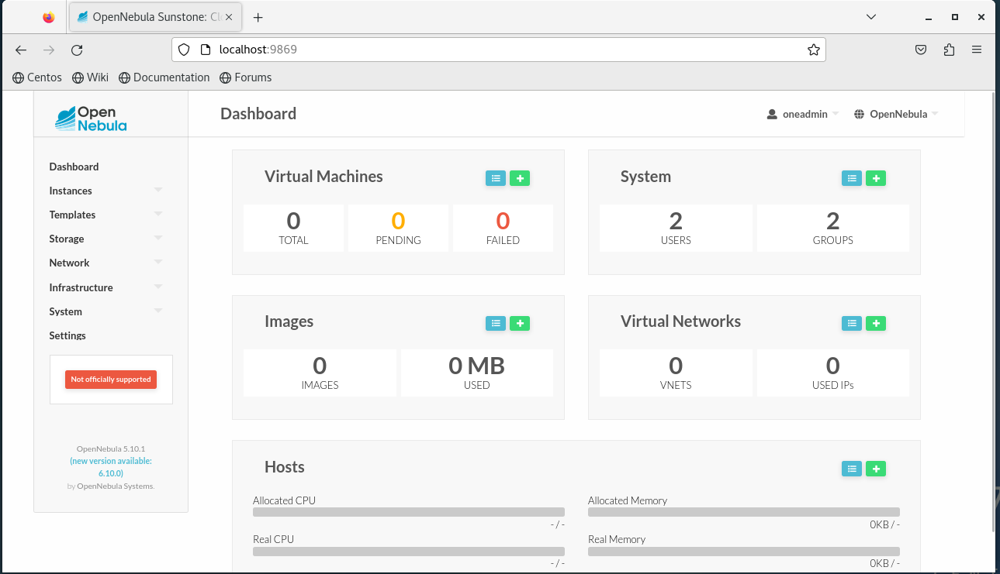 OpenNebula Sunstone: Cl
localhost:9869
Centos Wiki Documentation Forums
Open
Nebula
Dashboard
oneadmin OpenNebula
Dashboard
Instances
Templates
Storage
Network
Infrastructure
System
Settings
Not officially supported
OpenNebula 5.10.1
(new version available:
6.10.0)
by OpenNebula Systems.
Virtual Machines
0 0 0
TOTAL PENDING FAILED
System
2 2
USERS GROUPS
Images
0 0 MB
IMAGES USED
Virtual Networks
0 0
VNETS USED IPs
Hosts
Allocated CPU Allocated Memory
- / - 0KB / -
Real CPU Real Memory
- / - 0KB / -